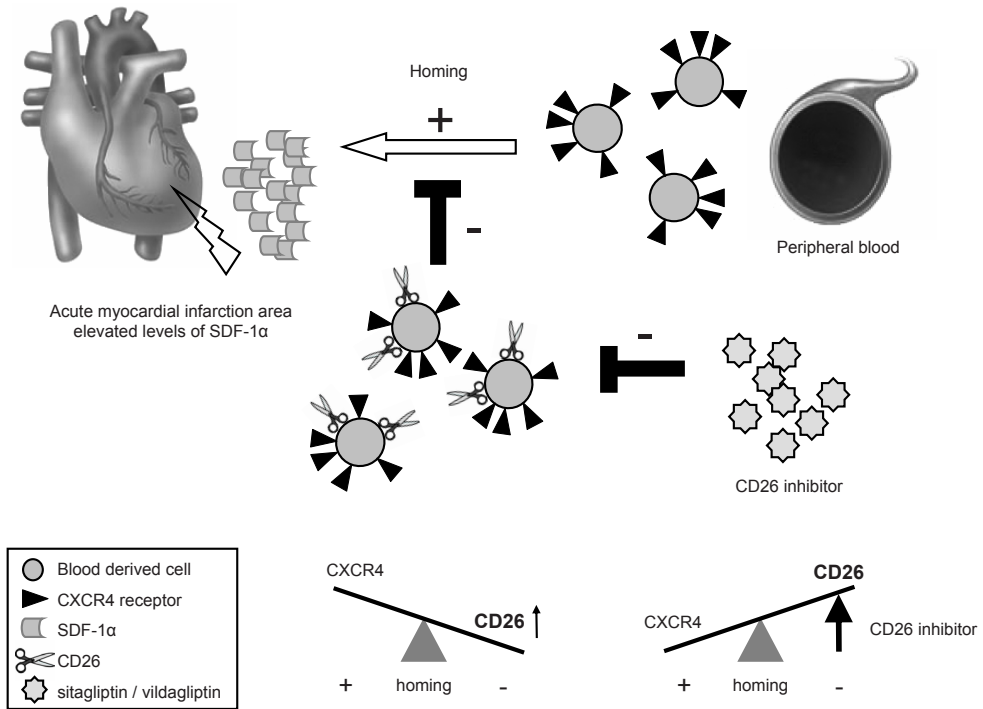 Homing
+
-
Peripheral blood
Acute myocardial infarction area
elevated levels of SDF-1α
-
CD26 inhibitor
Blood derived cell
CXCR4 receptor
SDF-1α
CD26
sitagliptin / vildagliptin
CXCR4
CD26
+ homing -
CD26
CXCR4
CD26 inhibitor
+ homing -